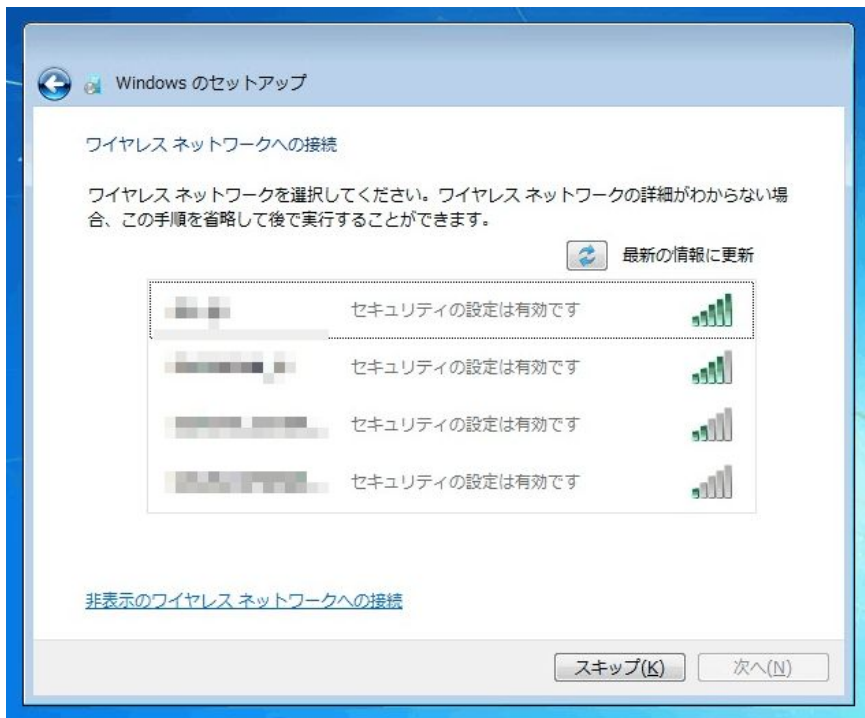 Windows のセットアップ
ワイヤレス ネットワークへの接続
ワイヤレス ネットワークを選択してください。ワイヤレス ネットワークの詳細がわからない場
合、この手順を省略して後で実行することができます。
最新の情報に更新
セキュリティの設定は有効です
セキュリティの設定は有効です
セキュリティの設定は有効です
セキュリティの設定は有効です
非表示のワイヤレス ネットワークへの接続
スキップ(K)
次へ(N)